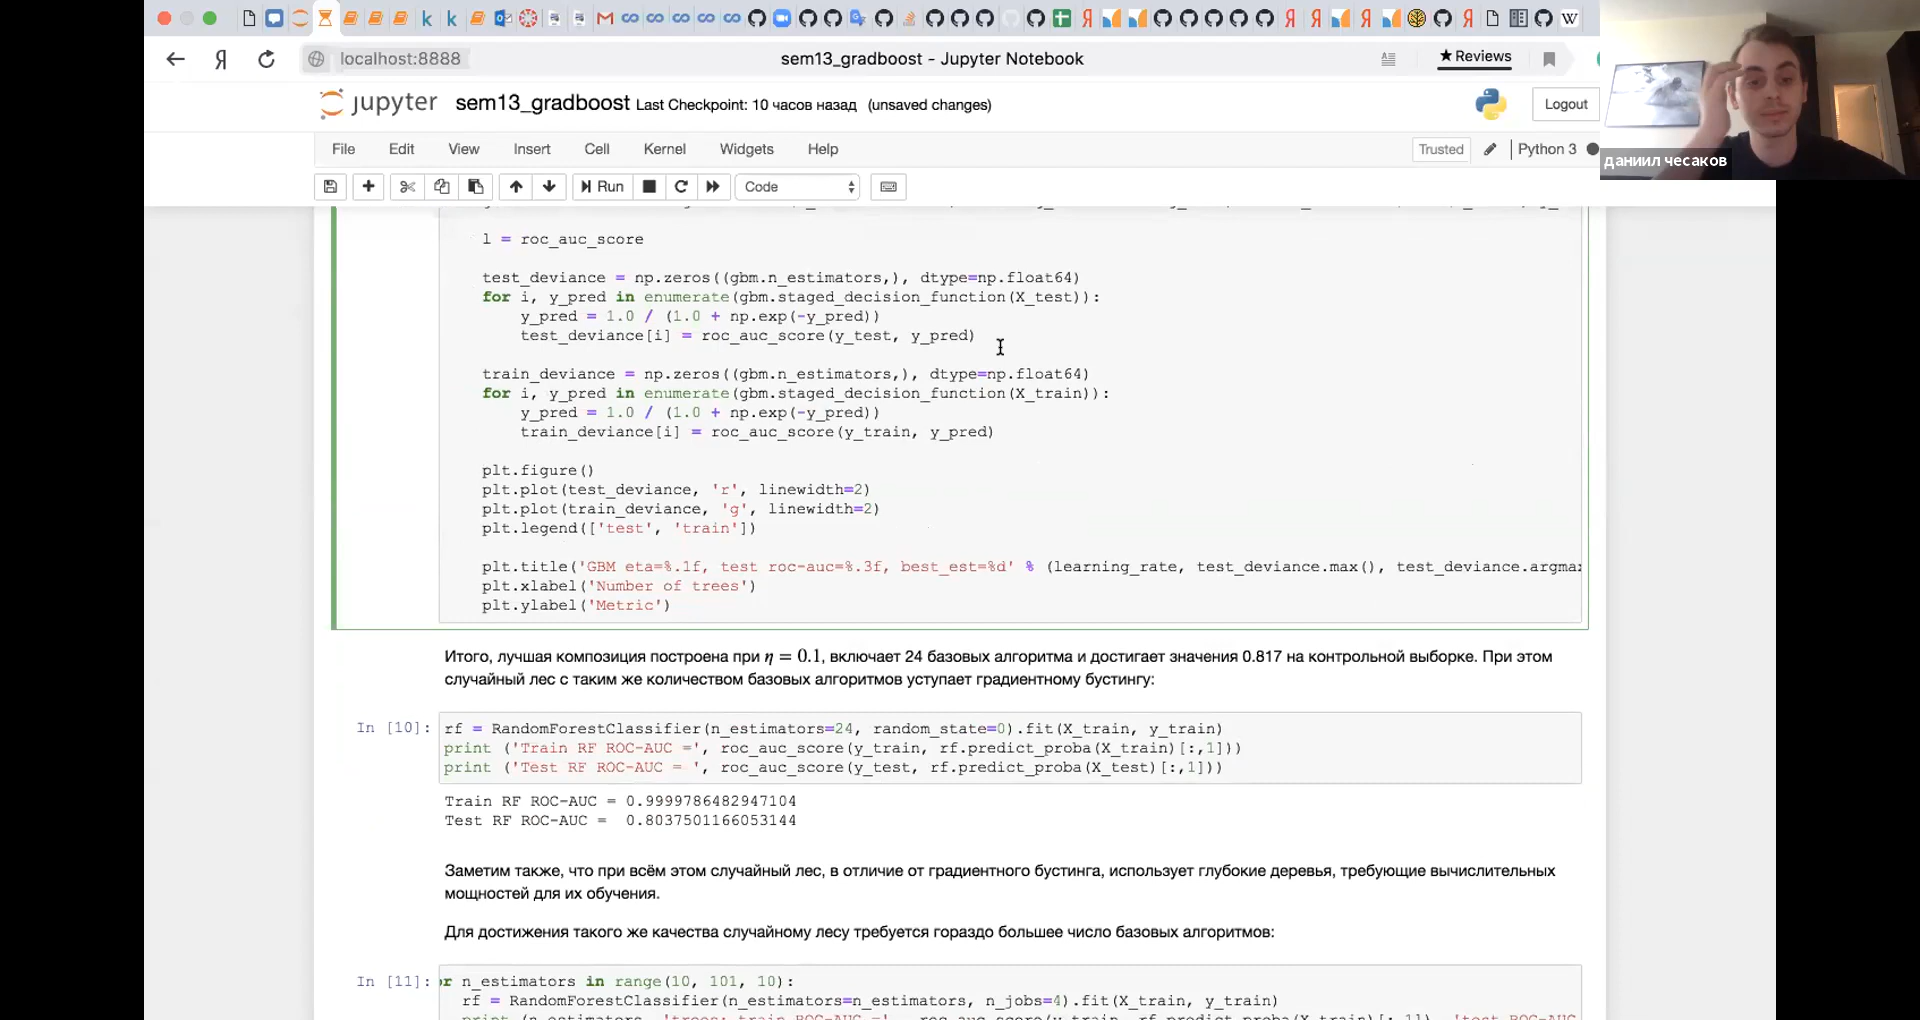 localhost:8888
sem13_gradboost - Jupyter Notebook
★Reviews
jupyter sem13_gradboost Last Checkpoint: 10 часов назад (unsaved changes)
Logout
даниил чесаков
File Edit View Insert Cell Kernel Widgets Help
Trusted Python 3
Run Code
l = roc_auc_score
test_deviance = np.zeros((gbm.n_estimators,), dtype=np.float64)
for i, y_pred in enumerate(gbm.staged_decision_function(X_test)):
y_pred = 1.0 / (1.0 + np.exp(-y_pred))
test_deviance[i] = roc_auc_score(y_test, y_pred)
train_deviance = np.zeros((gbm.n_estimators,), dtype=np.float64)
for i, y_pred in enumerate(gbm.staged_decision_function(X_train)):
y_pred = 1.0 / (1.0 + np.exp(-y_pred))
train_deviance[i] = roc_auc_score(y_train, y_pred)
plt.figure()
plt.plot(test_deviance, 'r', linewidth=2)
plt.plot(train_deviance, 'g', linewidth=2)
plt.legend(['test', 'train'])
plt.title('GBM eta=%.1f, test roc-auc=%.3f, best_est=%d' % (learning_rate, test_deviance.max(), test_deviance.argma
plt.xlabel('Number of trees')
plt.ylabel('Metric')
Итого, лучшая композиция построена при η = 0.1, включает 24 базовых алгоритма и достигает значения 0.817 на контрольной выборке. При этом
случайный лес с таким же количеством базовых алгоритмов уступает градиентному бустингу:
In [10]: rf = RandomForestClassifier(n_estimators=24, random_state=0).fit(X_train, y_train)
print ('Train RF ROC-AUC =', roc_auc_score(y_train, rf.predict_proba(X_train)[:,1]))
print ('Test RF ROC-AUC = ', roc_auc_score(y_test, rf.predict_proba(X_test)[:,1]))
Train RF ROC-AUC = 0.9999786482947104
Test RF ROC-AUC =  0.8037501166053144
Заметим также, что при всём этом случайный лес, в отличие от градиентного бустинга, использует глубокие деревья, требующие вычислительных
мощностей для их обучения.
Для достижения такого же качества случайному лесу требуется гораздо большее число базовых алгоритмов:
In [11]: or n_estimators in range(10, 101, 10):
rf = RandomForestClassifier(n_estimators=n_estimators, n_jobs=4).fit(X_train, y_train)